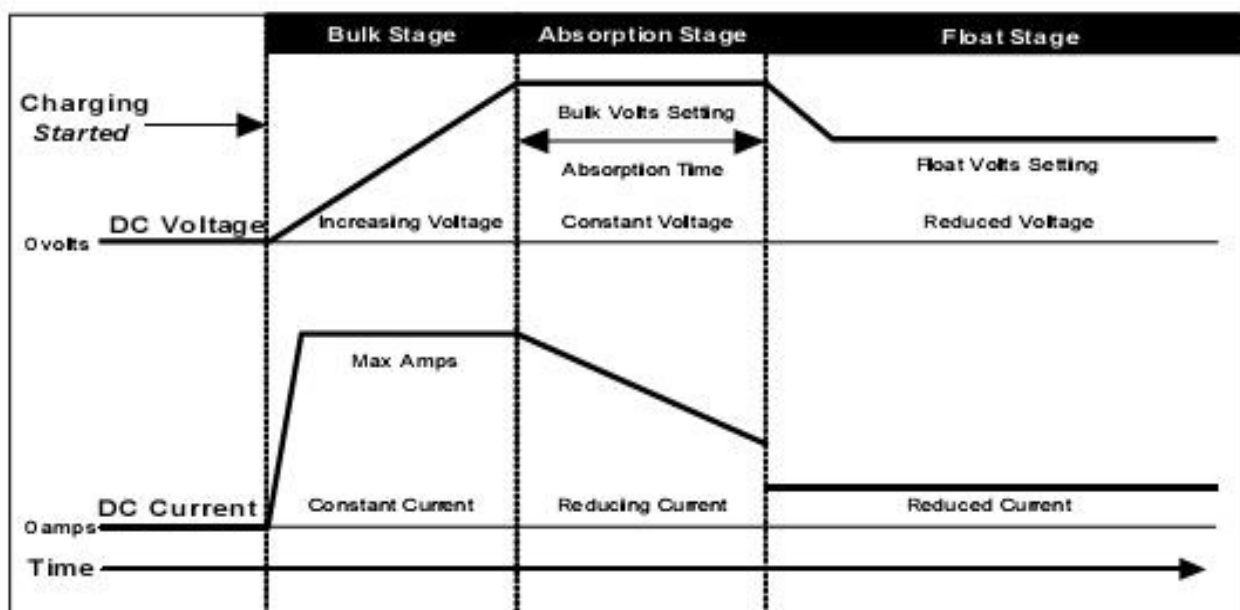 Bulk Stage
Absorption Stage
Float Stage
Charging
Started
Bulk Volts Setting
Absorption Time
Float Volts Setting
DC Voltage
Increasing Voltage
Constant Voltage
Reduced Voltage
0 volts
Max Amps
DC Current
Constant Current
Reducing Current
Reduced Current
0 amps
Time